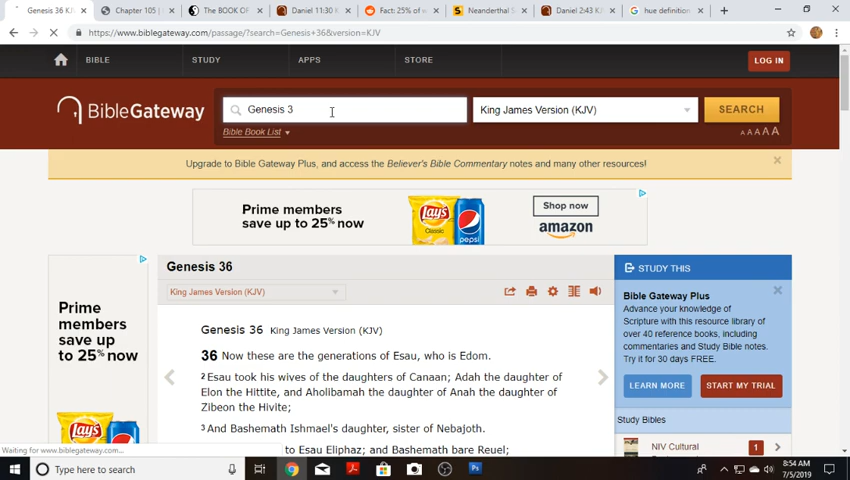 Genesis 36 KJ
Chapter 105 |
The BOOK OF
Daniel 11:30 K
Fact: 25% of w
Neanderthal S
Daniel 2:43 KJ
hue definition
https://www.biblegateway.com/passage/?search=Genesis+36&version=KJV
BIBLE
STUDY
APPS
STORE
LOG IN
BibleGateway
Genesis 3
King James Version (KJV)
SEARCH
Bible Book List
A A A A A
Upgrade to Bible Gateway Plus, and access the Believer's Bible Commentary notes and many other resources!
Prime members
save up to 25% now
Lay's
Classic
pepsi
Shop now
amazon
Prime
members
save up
to 25%
now
Lay's
Genesis 36
King James Version (KJV)
Genesis 36 King James Version (KJV)
36 Now these are the generations of Esau, who is Edom.
2 Esau took his wives of the daughters of Canaan; Adah the daughter of
Elon the Hittite, and Aholibamah the daughter of Anah the daughter of
Zibeon the Hivite;
3 And Bashemath Ishmael's daughter, sister of Nebajoth.
to Esau Eliphaz; and Bashemath bare Reuel;
STUDY THIS
Bible Gateway Plus
Advance your knowledge of
Scripture with this resource library of
over 40 reference books, including
commentaries and Study Bible notes.
Try it for 30 days FREE.
LEARN MORE
START MY TRIAL
Study Bibles
NIV Cultural
1
Waiting for www.biblegateway.com...
Type here to search
8:54 AM
7/5/2019